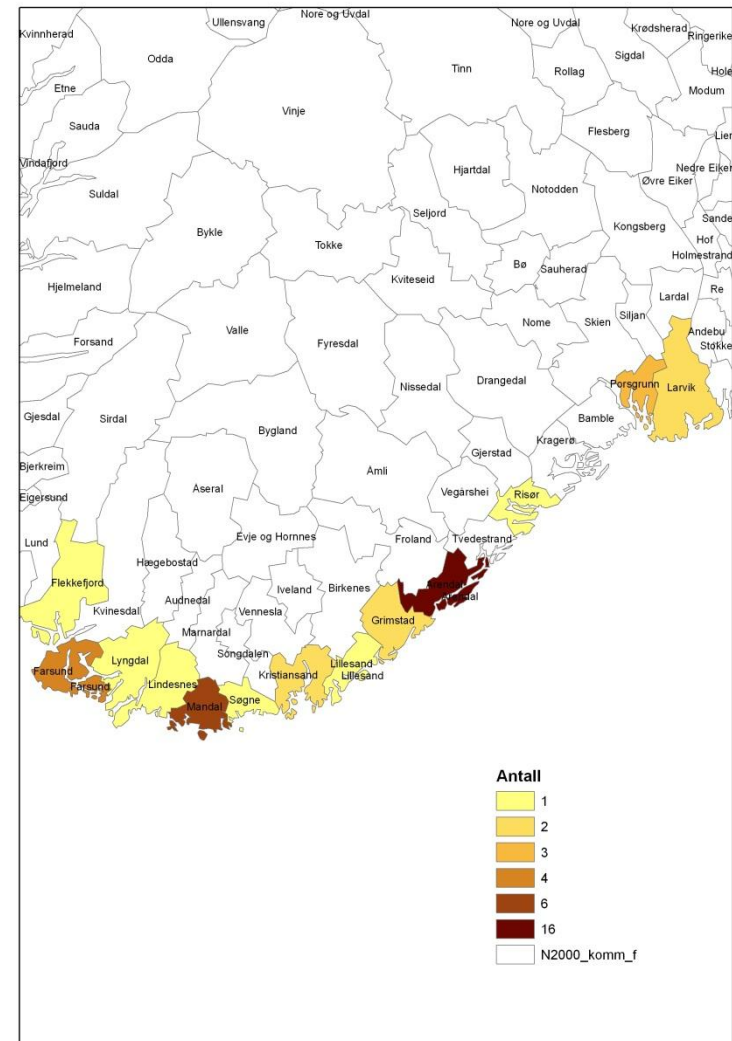 Nore og Uvdal
Ullensvang
Nore og Uvdal
Krødsherad
Kvinnherad
Ringerike
Odda
Sigdal
Tinn
Rollag
Hole
Etne
Modum
Vinje
Sauda
Flesberg
Lier
Vindafjord
Hjartdal
Nedre Eiker
Øvre Eiker
Suldal
Notodden
Seljord
Bykle
Kongsberg
Sande
Tokke
Hof
Bø
Sauherad
Holmestrand
Kviteseid
Hjelmeland
Re
Lardal
Siljan
Valle
Nome
Skien
Andebu
Forsand
Fyresdal
Stokke
Drangedal
Nissedal
Porsgrunn
Larvik
Gjesdal
Sirdal
Bamble
Bygland
Kragerø
Gjerstad
Bjerkreim
Åmli
Åseral
Vegårshei
Risør
Eigersund
Evje og Hornnes
Froland
Tvedestrand
Lund
Hægebostad
Flekkefjord
Arendal
Iveland
Birkenes
Arendal
Audnedal
Kvinesdal
Vennesla
Grimstad
Marnardal
Songdalen
Lyngdal
Lillesand
Farsund
Kristiansand
Lillesand
Farsund
Lindesnes
Søgne
Mandal
Antall
1
2
3
4
6
16
N2000_komm_f